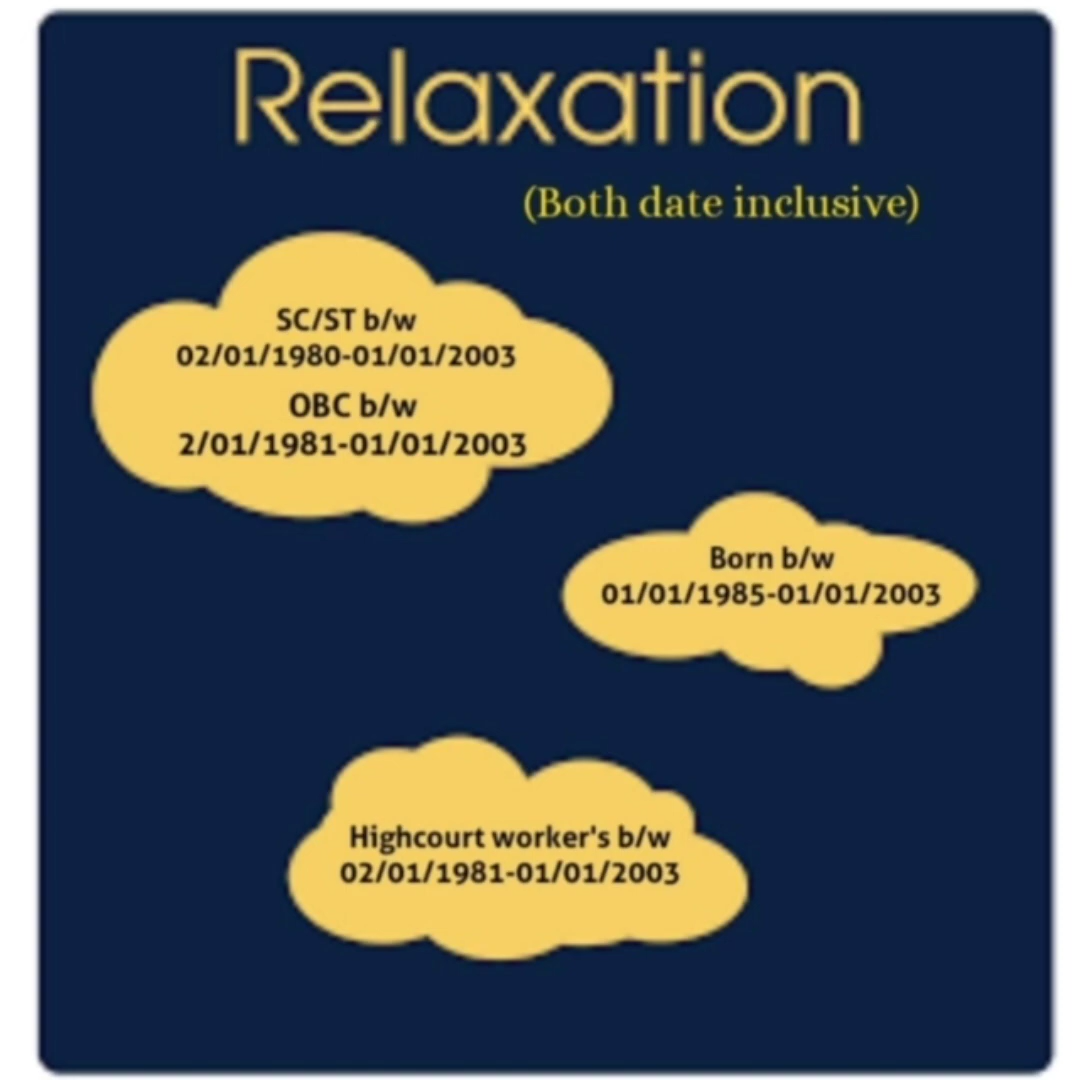 Relaxation
(Both date inclusive)
SC/ST b/w
02/01/1980-01/01/2003
OBC b/w
2/01/1981-01/01/2003
Born b/w
01/01/1985-01/01/2003
Highcourt worker's b/w
02/01/1981-01/01/2003